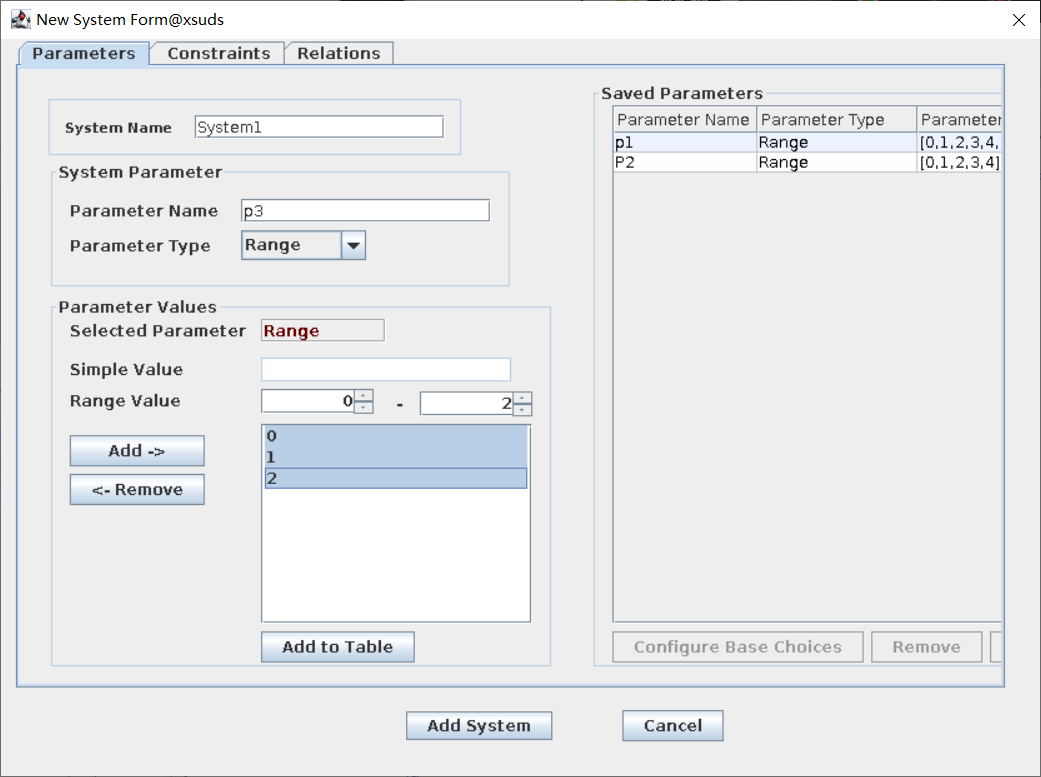 New System Form@xsuds
Parameters Constraints Relations
System Name System1
System Parameter
Parameter Name p3
Parameter Type Range
Parameter Values
Selected Parameter Range
Simple Value
Range Value 0 - 2
Add ->
<- Remove
0
1
2
Add to Table
Saved Parameters
Parameter Name Parameter Type Parameter
p1 Range [0,1,2,3,4,
P2 Range [0,1,2,3,4]
Configure Base Choices Remove
Add System Cancel